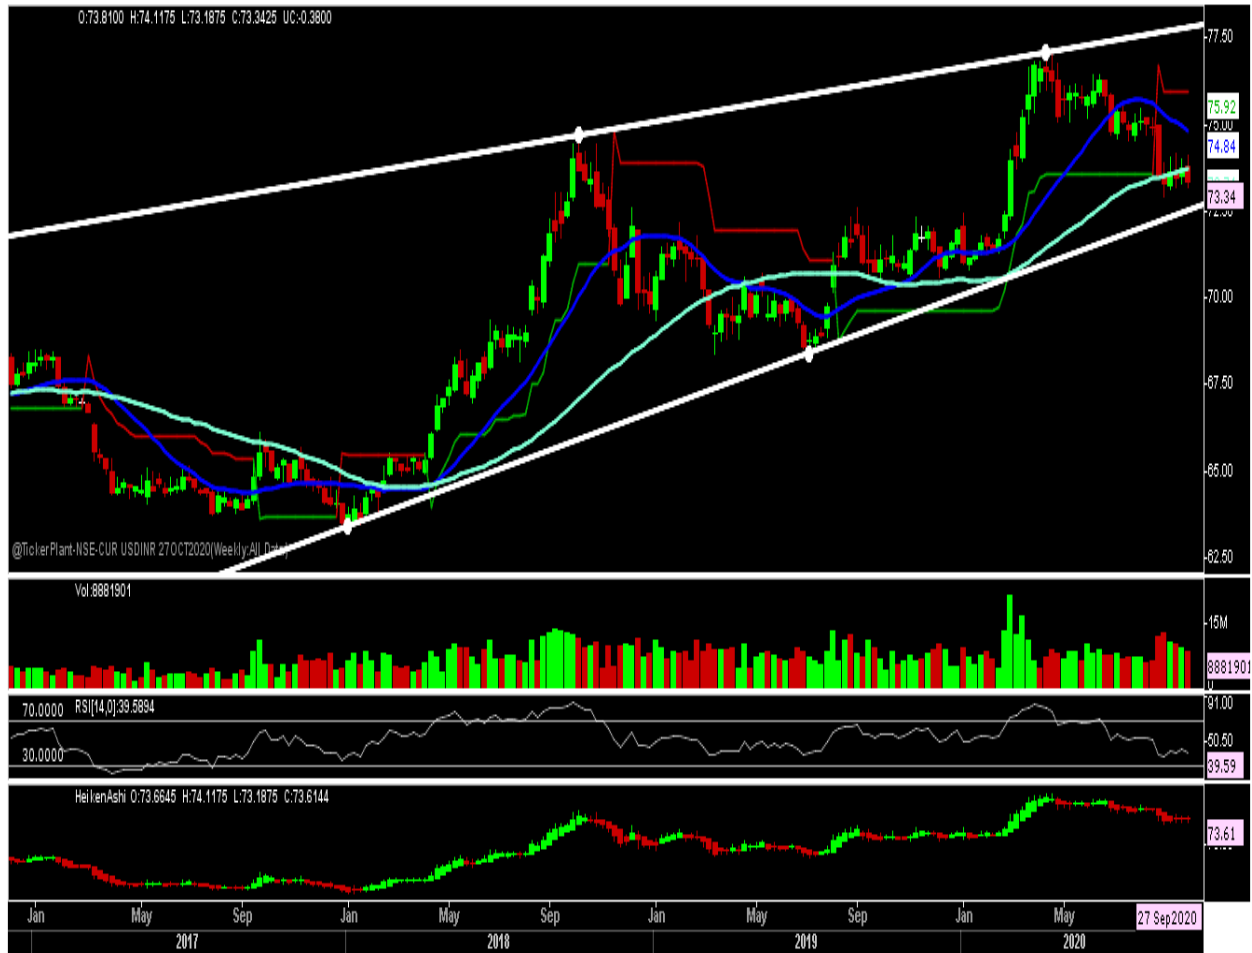 O:73.8100 H:74.1175 L:73.1875 C:73.3425 UC:-0.3800
77.50
75.92
75.00
74.84
73.34
72.50
70.00
67.50
65.00
62.50
@TickerPlant-NSE-CUR USDINR 27OCT2020(Weekly:All Data)
Vol:8881901
15M
8881901
70.0000 RSI[14,0]:39.5894
91.00
50.50
30.0000
39.59
HeikenAshi O:73.6645 H:74.1175 L:73.1875 C:73.6144
73.61
Jan May Sep Jan May Sep Jan May Sep Jan May 27 Sep2020
2017 2018 2019 2020